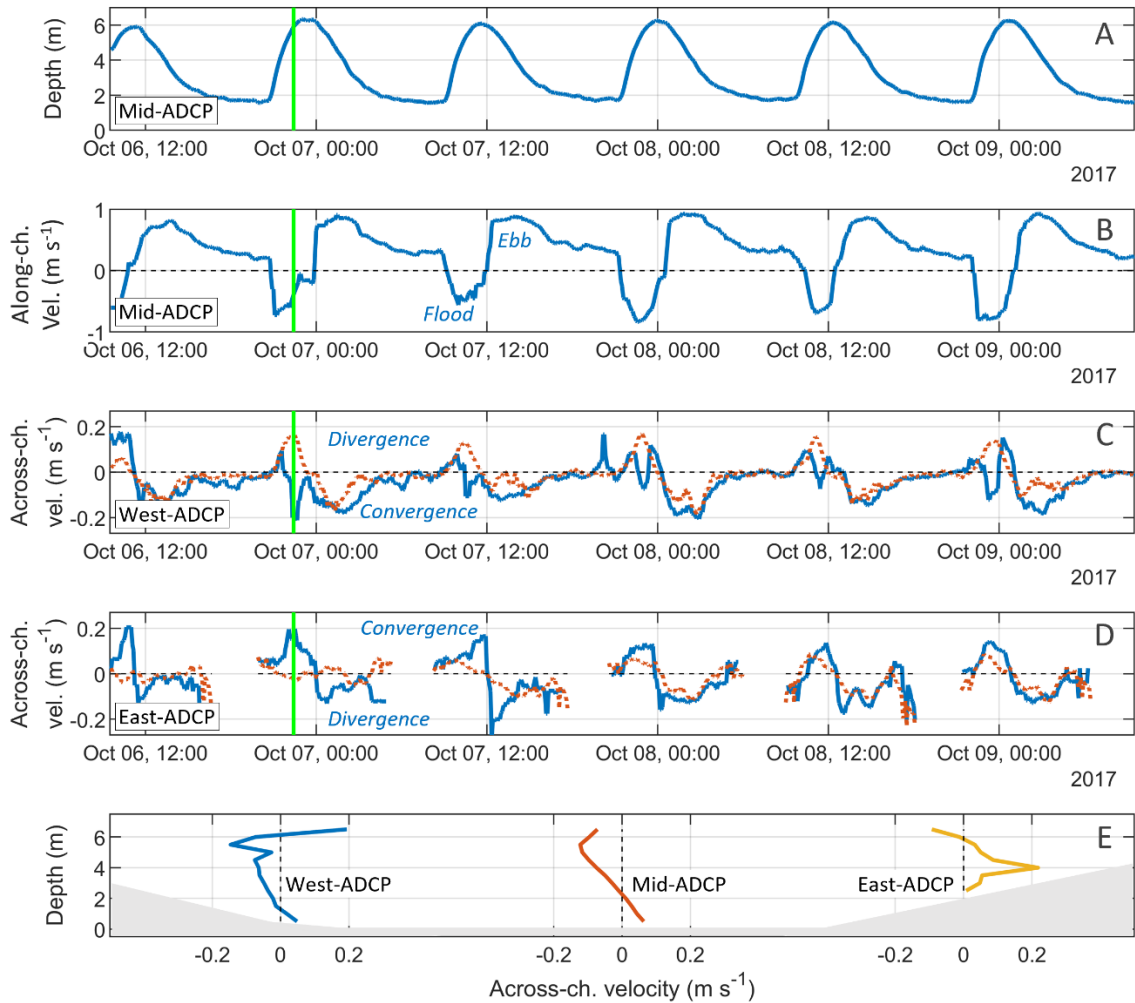 A
Depth (m)
6
4
2
0
Mid-ADCP
Oct 06, 12:00 Oct 07, 00:00 Oct 07, 12:00 Oct 08, 00:00 Oct 08, 12:00 Oct 09, 00:00
2017
B
Along-ch.
Vel. (m s⁻¹)
1
0
-1
Ebb
Flood
Mid-ADCP
Oct 06, 12:00 Oct 07, 00:00 Oct 07, 12:00 Oct 08, 00:00 Oct 08, 12:00 Oct 09, 00:00
2017
C
Across-ch.
vel. (m s⁻¹)
0.2
0
-0.2
Divergence
Convergence
West-ADCP
Oct 06, 12:00 Oct 07, 00:00 Oct 07, 12:00 Oct 08, 00:00 Oct 08, 12:00 Oct 09, 00:00
2017
D
Across-ch.
vel. (m s⁻¹)
0.2
0
-0.2
Convergence
Divergence
East-ADCP
Oct 06, 12:00 Oct 07, 00:00 Oct 07, 12:00 Oct 08, 00:00 Oct 08, 12:00 Oct 09, 00:00
2017
E
Depth (m)
6
4
2
0
West-ADCP Mid-ADCP East-ADCP
-0.2 0 0.2 -0.2 0 0.2 -0.2 0 0.2
Across-ch. velocity (m s⁻¹)